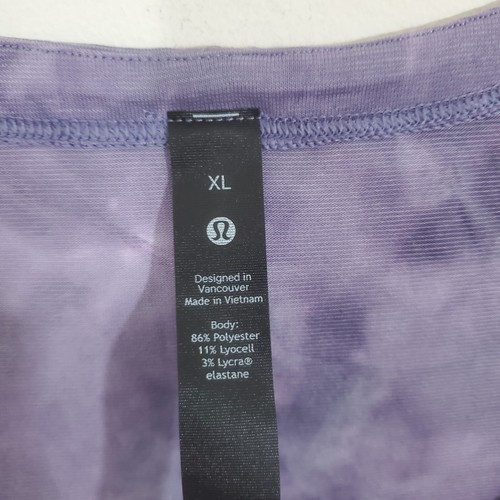 XL
Designed in
Vancouver
Made in Vietnam
Body:
86% Polyester
11% Lyocell
3% Lycra®
elastane